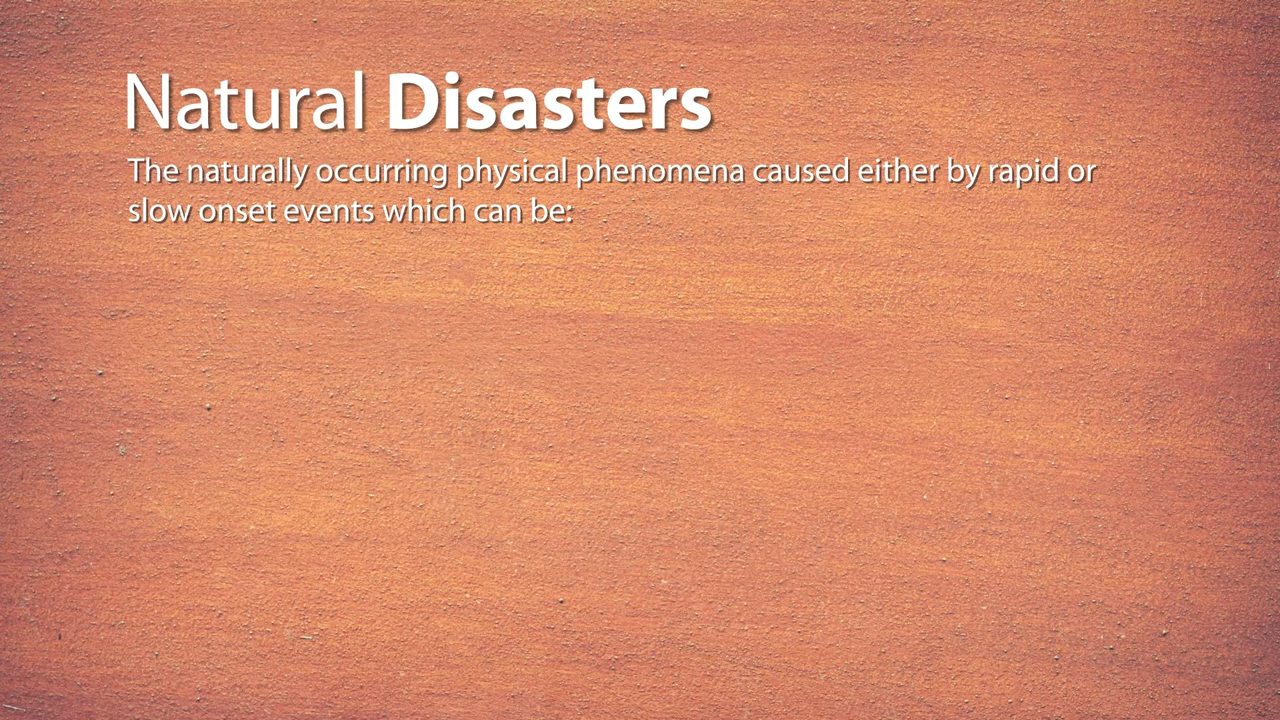 Natural Disasters
The naturally occurring physical phenomena caused either by rapid or
slow onset events which can be: